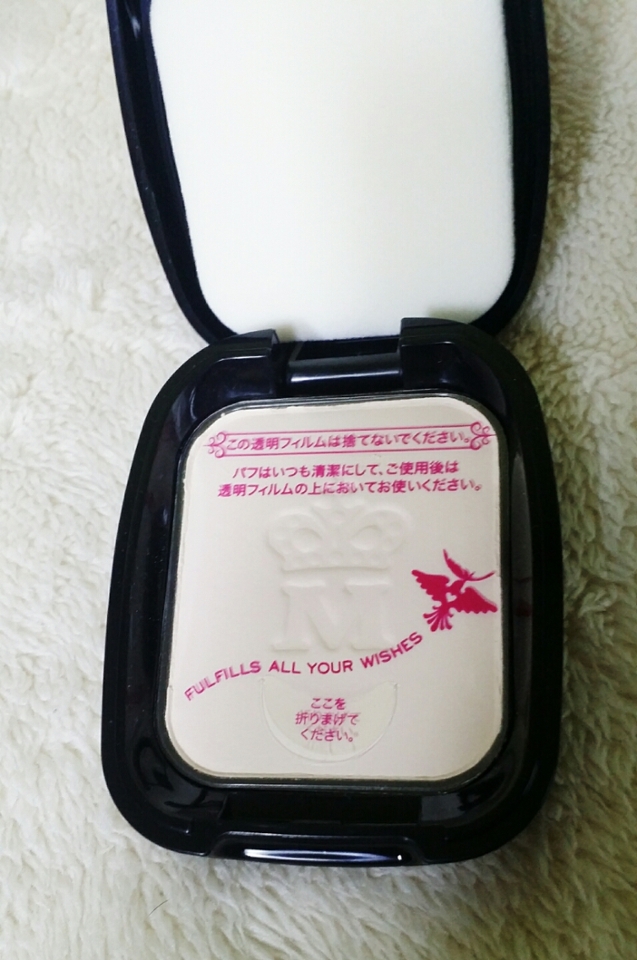 この透明フィルムは捨てないでください。
パフはいつも清潔にして、ご使用後は
透明フィルムの上においてお使いください。
M
FULFILLS ALL YOUR WISHES
ここを
折りまげて
ください。